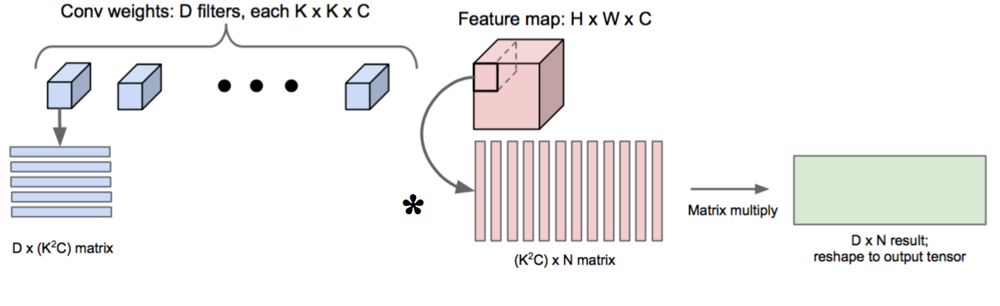 Conv weights: D filters, each K x K x C
Feature map: H x W x C
*
D x (K²C) matrix
(K²C) x N matrix
Matrix multiply
D x N result;
reshape to output tensor